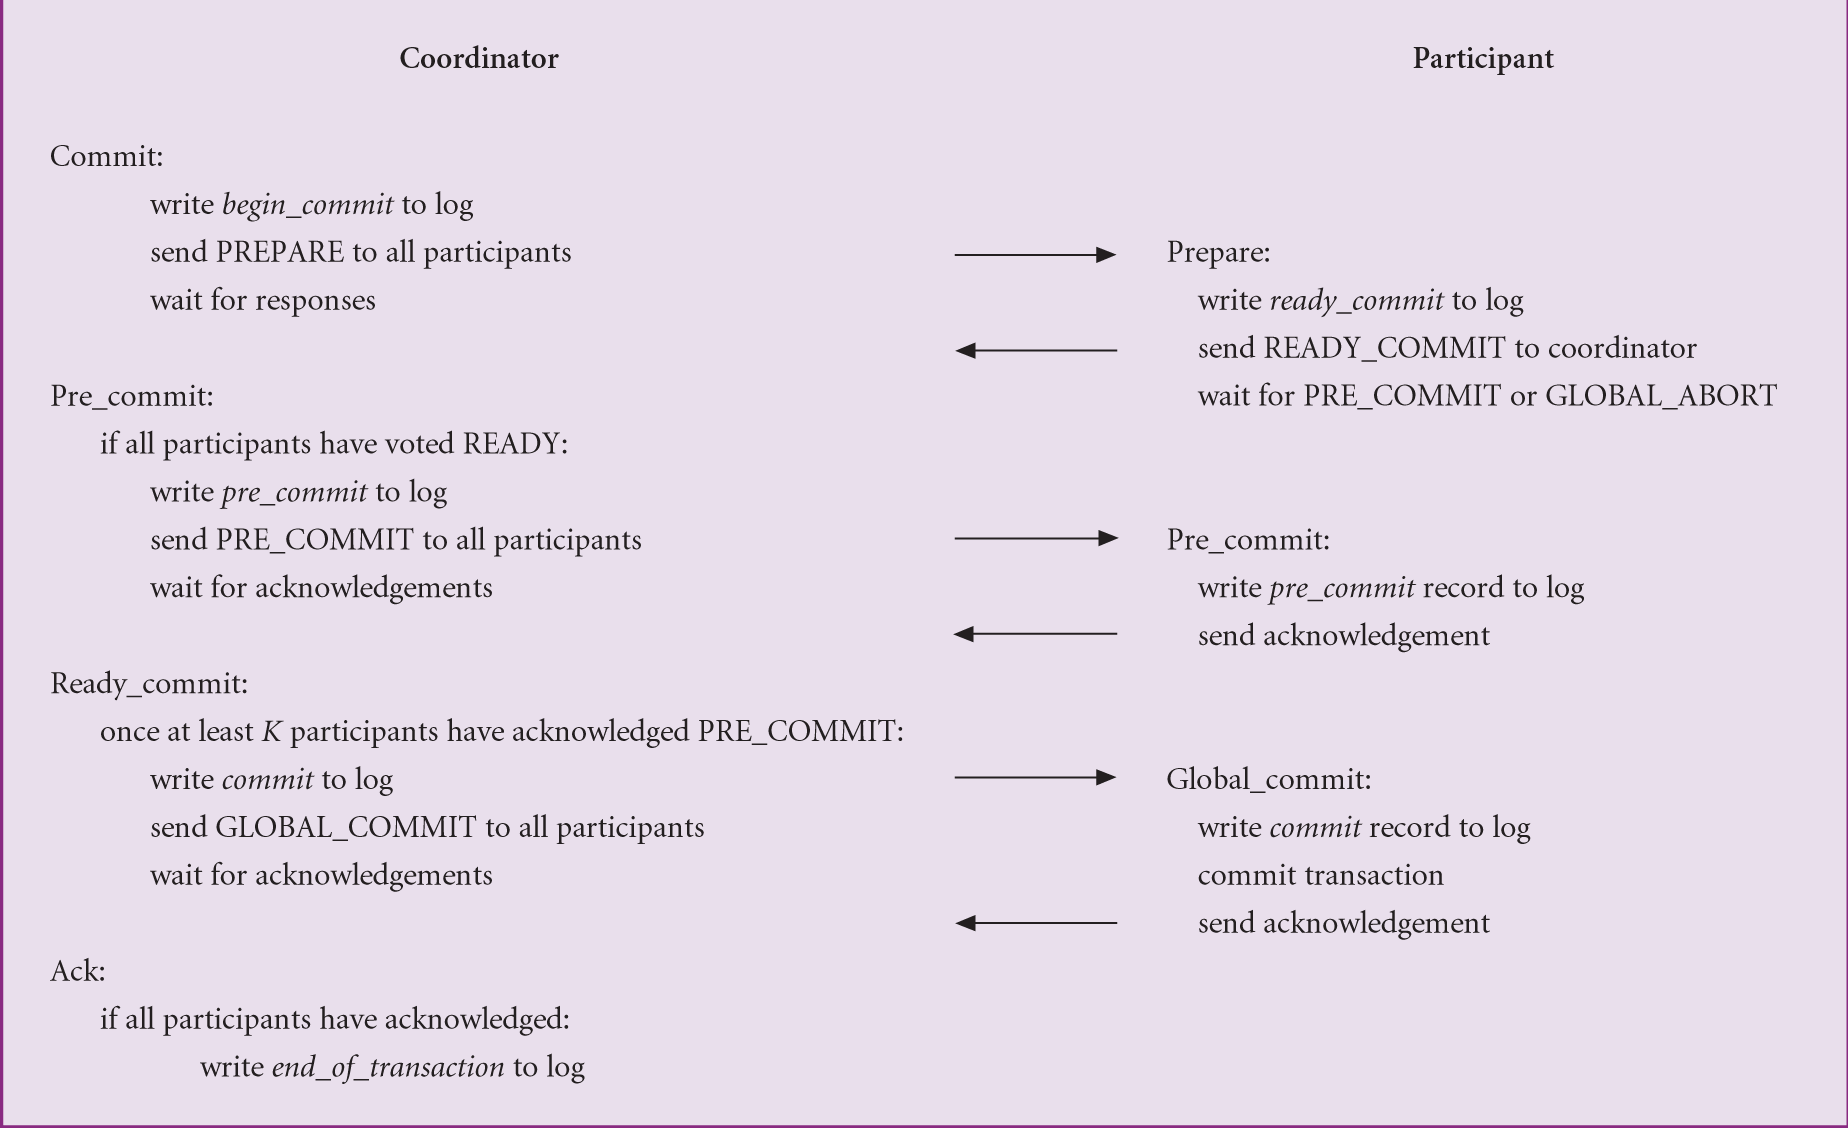 Coordinator
Participant
Commit:
write begin_commit to log
send PREPARE to all participants
Prepare:
wait for responses
write ready_commit to log
send READY_COMMIT to coordinator
Pre_commit:
wait for PRE_COMMIT or GLOBAL_ABORT
if all participants have voted READY:
write pre_commit to log
send PRE_COMMIT to all participants
Pre_commit:
wait for acknowledgements
write pre_commit record to log
send acknowledgement
Ready_commit:
once at least K participants have acknowledged PRE_COMMIT:
write commit to log
Global_commit:
send GLOBAL_COMMIT to all participants
write commit record to log
wait for acknowledgements
commit transaction
send acknowledgement
Ack:
if all participants have acknowledged:
write end_of_transaction to log